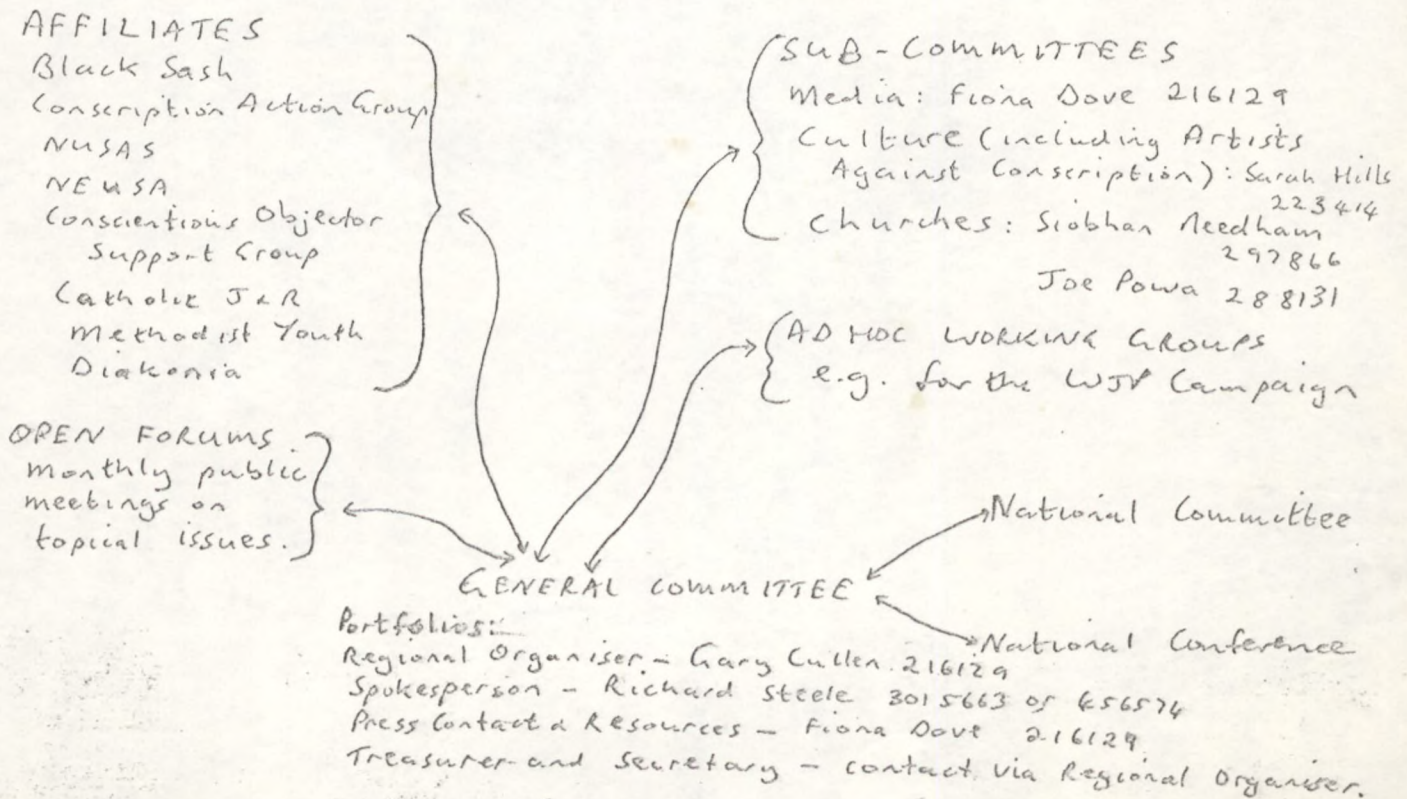 AFFILIATES
Black Sash
Conscription Action Group
NUSAS
NEUSA
Conscientious Objector
Support Group
Catholic J & R
Methodist Youth
Diakonia
OPEN FORUMS
monthly public
meetings on
topical issues.
SUB-COMMITTEES
Media: Fiona Dove 216129
Culture (including Artists
Against Conscription): Sarah Hills
223414
Churches: Siobhan Needham
297866
Joe Powa 288131
AD HOC WORKING GROUPS
e.g. for the WJP Campaign
National Committee
GENERAL COMMITTEE
National Conference
Portfolios:
Regional Organiser - Gary Cullen 216129
Spokesperson - Richard Steele 3015663 or 656574
Press Contact & Resources - Fiona Dove 216129
Treasurer and Secretary - contact via Regional Organiser.